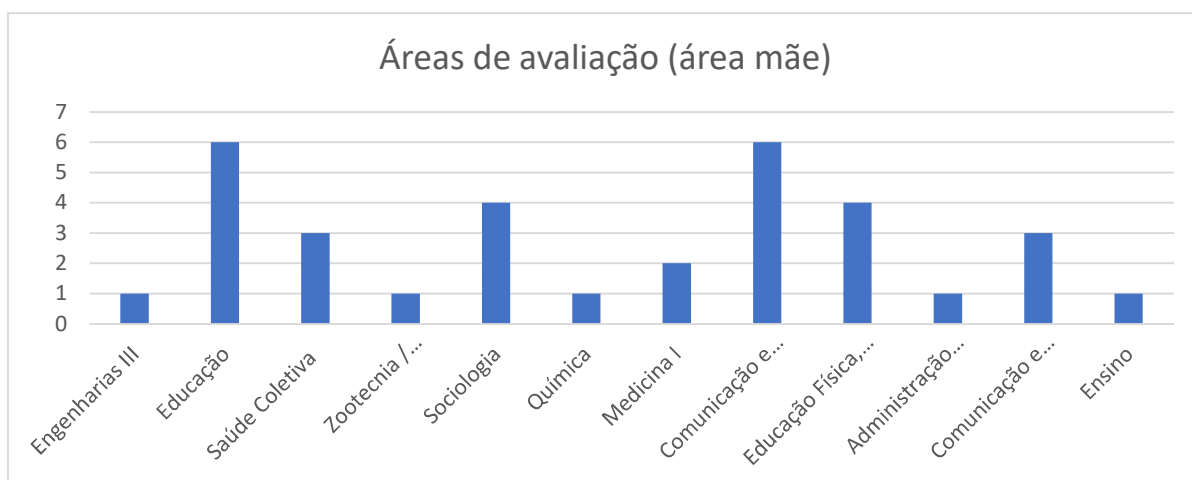 Áreas de avaliação (área mãe)
7
6
5
4
3
2
1
0
Engenharias III
Educação
Saúde Coletiva
Zootecnia /...
Sociologia
Química
Medicina I
Comunicação e...
Educação Física,...
Administração...
Comunicação e...
Ensino